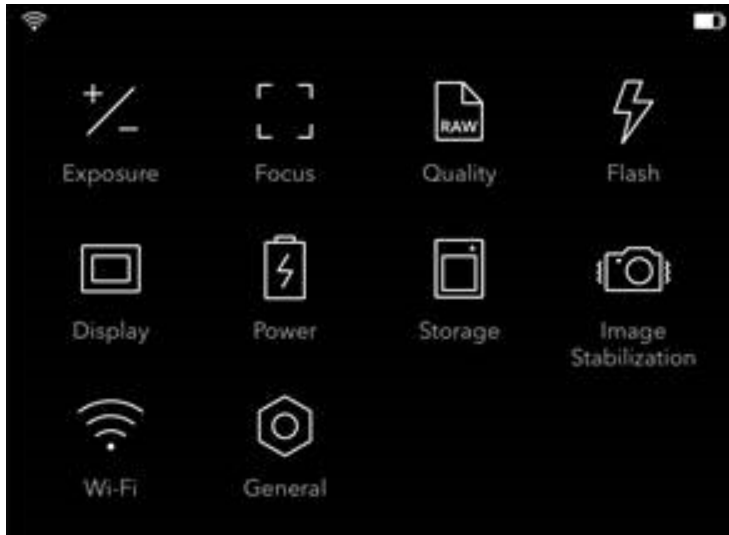 Exposure
Focus
RAW
Quality
Flash
Display
Power
Storage
Image
Stabilization
Wi-Fi
General